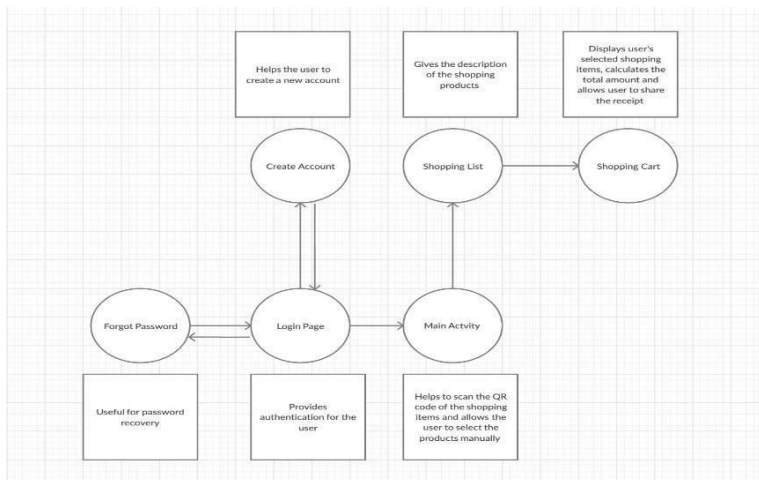 Helps the user to
create a new account
Gives the description
of the shopping
products
Displays user's
selected shopping
items, calculates the
total amount and
allows user to share
the receipt
Create Account
Shopping List
Shopping Cart
Forgot Password
Login Page
Main Actvity
Useful for password
recovery
Provides
authentication for the
user
Helps to scan the QR
code of the shopping
items and allows the
user to select the
products manually